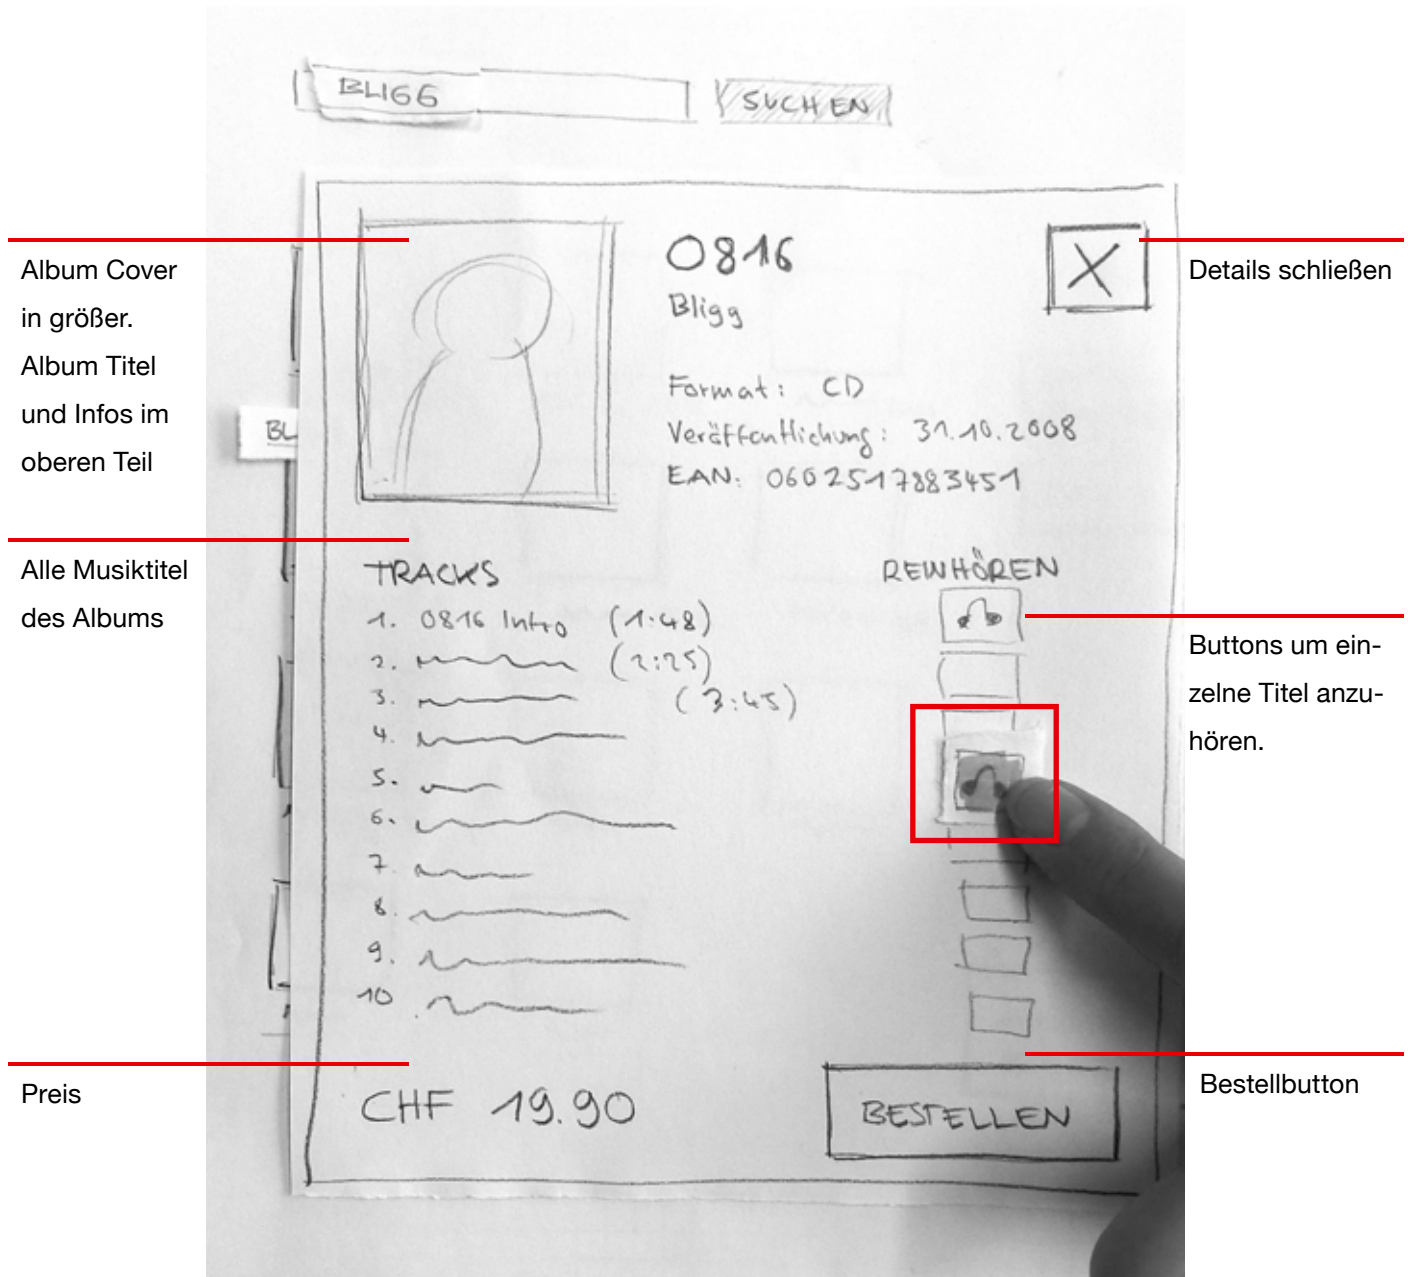 BLIGG
SUCHEN
Album Cover
in größer.
Album Titel
und Infos im
oberen Teil
0816
Bligg
X
Details schließen
Format: CD
Veröffentlichung: 31.10.2008
EAN: 0602517883451
BL
Alle Musiktitel
des Albums
TRACKS
REINHÖREN
1. 0816 Intro (1:48)
2. (2:25)
3. (3:45)
4.
5.
6.
7.
8.
9.
10
Buttons um ein-
zelne Titel anzu-
hören.
Preis
CHF 19.90
BESTELLEN
Bestellbutton